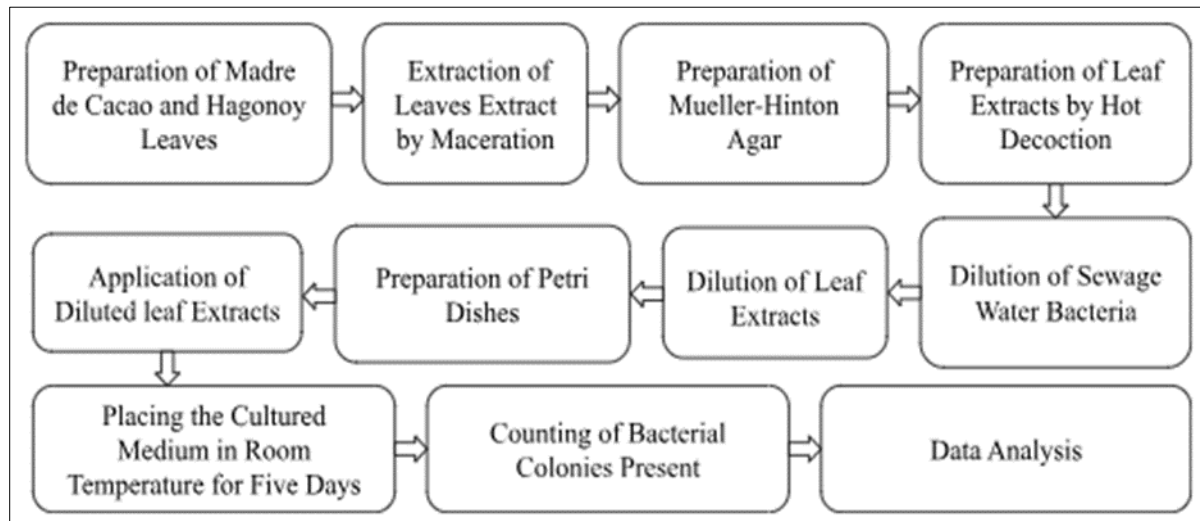 Preparation of Madre
de Cacao and Hagonoy
Leaves
Extraction of
Leaves Extract
by Maceration
Preparation of
Mueller-Hinton
Agar
Preparation of Leaf
Extracts by Hot
Decoction
Dilution of Sewage
Water Bacteria
Dilution of Leaf
Extracts
Preparation of Petri
Dishes
Application of
Diluted leaf Extracts
Placing the Cultured
Medium in Room
Temperature for Five Days
Counting of Bacterial
Colonies Present
Data Analysis